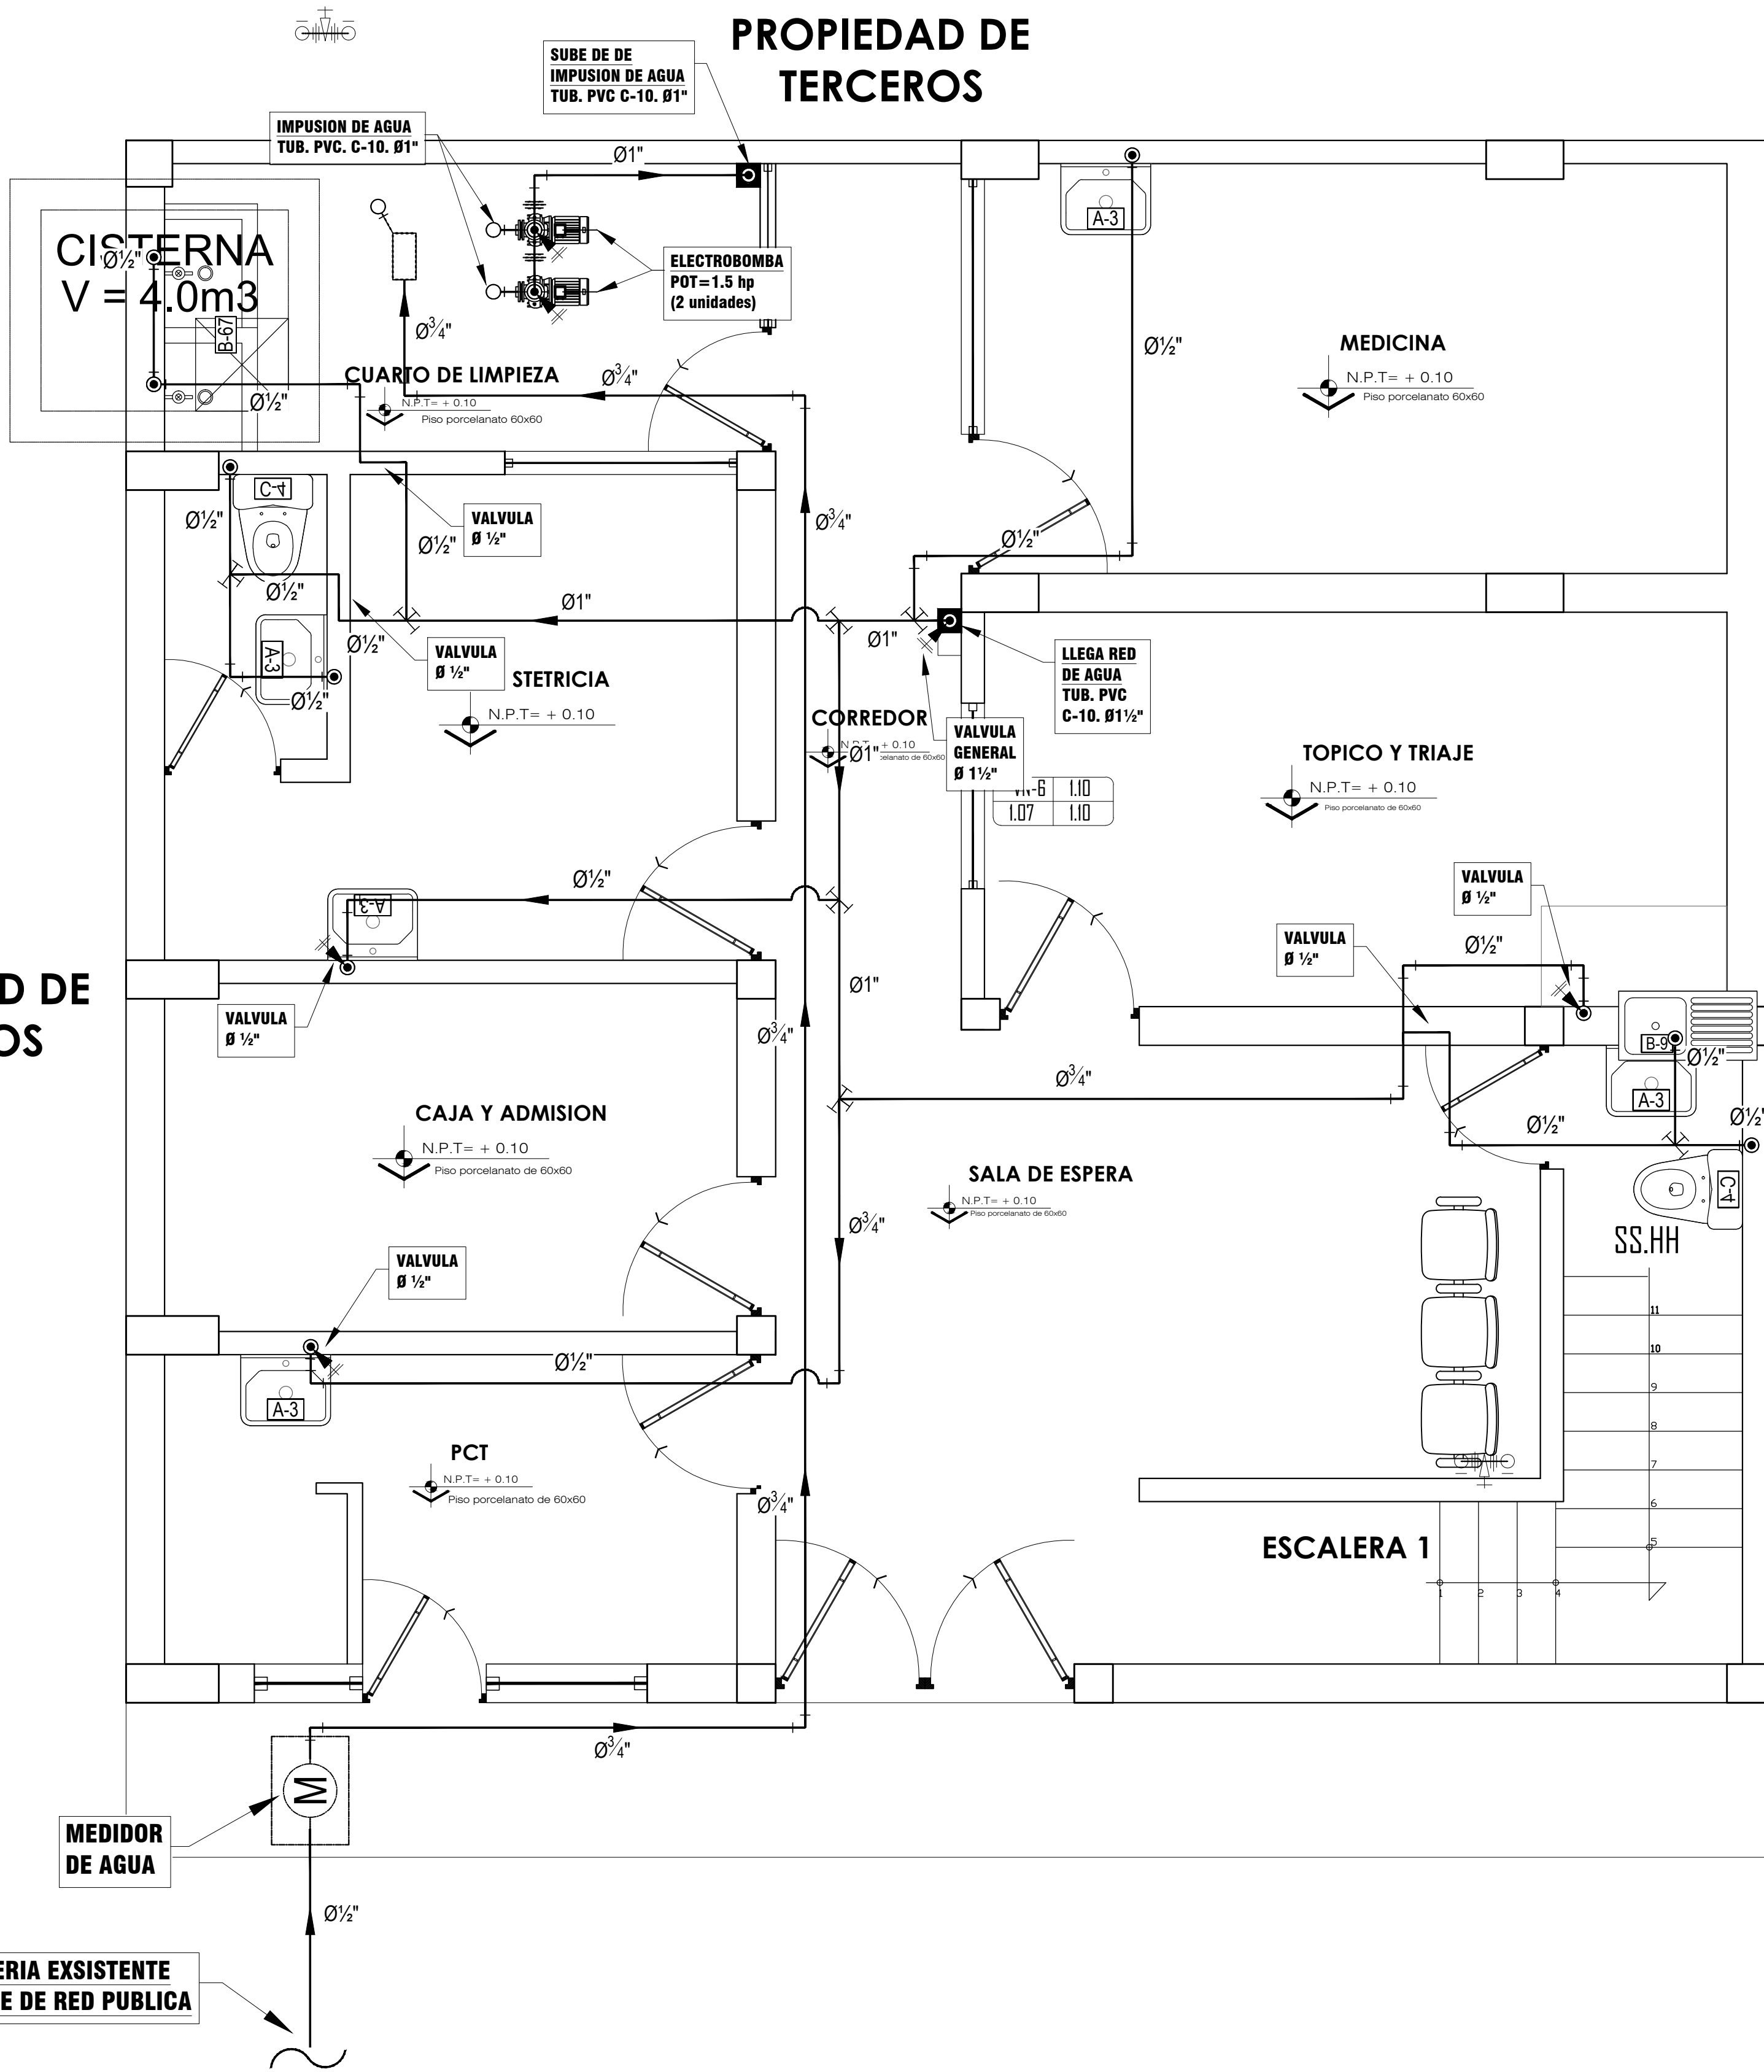 PROPIEDAD DE
TERCEROS
SUBE DE DE
IMPUSION DE AGUA
TUB. PVC C-10. Ø1"
IMPUSION DE AGUA
TUB. PVC. C-10. Ø1"
Ø1"
A-3
CISTERNA
V = 4.0m3
Ø½"
B-67
ELECTROBOMBA
POT=1.5 hp
(2 unidades)
Ø¾"
Ø½"
MEDICINA
N.P.T= + 0.10
Piso porcelanato 60x60
CUARTO DE LIMPIEZA
N.P.T= + 0.10
Piso porcelanato 60x60
Ø¾"
Ø½"
C-4
Ø½"
VALVULA
Ø ½"
Ø½"
Ø¾"
Ø½"
Ø½"
Ø1"
Ø1"
Ø½"
A-3
VALVULA
Ø ½"
STETRICIA
N.P.T= + 0.10
Ø½"
LLEGA RED
DE AGUA
TUB. PVC
C-10. Ø1½"
CORREDOR
+ 0.10
celanato de 60x60
Ø1"
VALVULA
GENERAL
Ø 1½"
-6 1.10
1.07 1.10
TOPICO Y TRIAJE
N.P.T= + 0.10
Piso porcelanato de 60x60
Ø½"
A-3
VALVULA
Ø ½"
VALVULA
Ø ½"
Ø½"
D DE
OS
VALVULA
Ø ½"
Ø1"
Ø¾"
B-9
Ø½"
A-3
Ø¾"
Ø½"
Ø½"
CAJA Y ADMISION
N.P.T= + 0.10
Piso porcelanato de 60x60
SALA DE ESPERA
N.P.T= + 0.10
Piso porcelanato de 60x60
C-4
SS.HH
Ø¾"
VALVULA
Ø ½"
Ø½"
A-3
11
10
9
8
7
6
5
PCT
N.P.T= + 0.10
Piso porcelanato de 60x60
Ø¾"
ESCALERA 1
1 2 3 4
Ø¾"
M
MEDIDOR
DE AGUA
Ø½"
ERIA EXSISTENTE
E DE RED PUBLICA